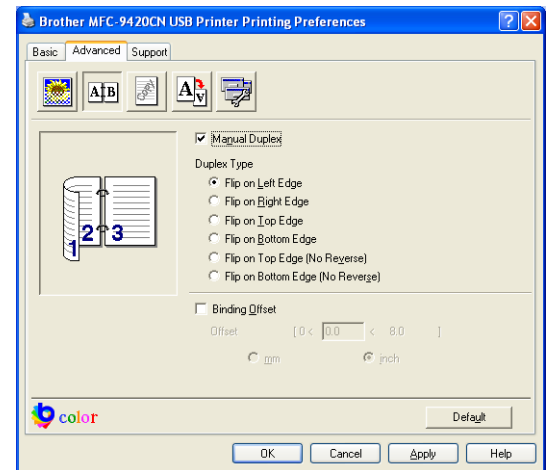 Brother MFC-9420CN USB Printer Printing Preferences
Basic Advanced Support
A B
A
V
Manual Duplex
Duplex Type
Flip on Left Edge
Flip on Right Edge
Flip on Top Edge
Flip on Bottom Edge
Flip on Top Edge (No Reverse)
Flip on Bottom Edge (No Reverse)
1 2 3
Binding Offset
Offset [ 0 < 0.0 < 8.0 ]
mm inch
color
Default
OK Cancel Apply Help